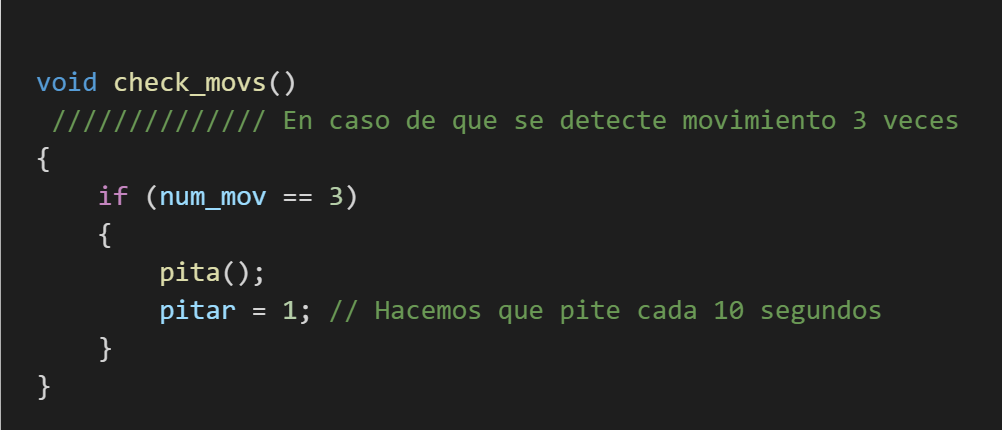 void check_movs()
////////////// En caso de que se detecte movimiento 3 veces
{
if (num_mov == 3)
{
pita();
pitar = 1; // Hacemos que pite cada 10 segundos
}
}